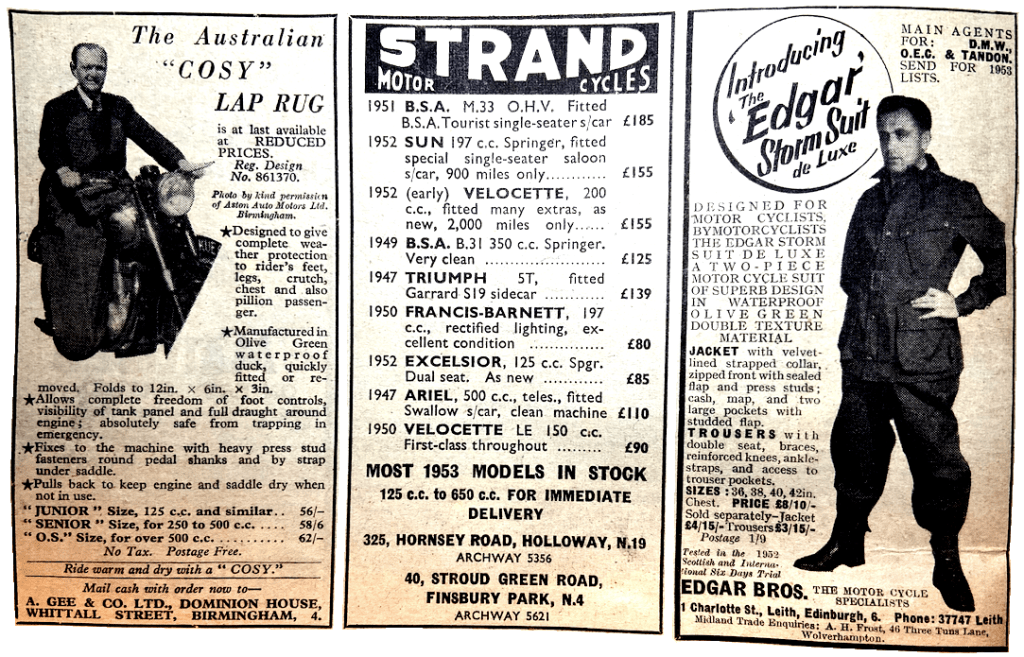 The Australian
"COSY"
LAP RUG
is at last available
at REDUCED
PRICES.
Reg. Design
No. 861370.
Photo by kind permission
of Aston Auto Motors Ltd.
Birmingham.
★Designed to give
complete wea-
ther protection
to rider's feet,
legs, crutch,
chest and also
pillion passen-
ger.
★Manufactured in
Olive Green
waterproof
duck, quickly
fitted or re-
moved. Folds to 12in. × 6in. × 3in.
★Allows complete freedom of foot controls,
visibility of tank panel and full draught around
engine; absolutely safe from trapping in
emergency.
★Fixes to the machine with heavy press stud
fasteners round pedal shanks and by strap
under saddle.
★Pulls back to keep engine and saddle dry when
not in use.
"JUNIOR" Size, 125 c.c. and similar.. 56/-
"SENIOR" Size, for 250 to 500 c.c. ..... 58/6
"O.S." Size, for over 500 c.c. ........... 62/-
No Tax. Postage Free.
Ride warm and dry with a "COSY."
Mail cash with order now to—
A. GEE & CO. LTD., DOMINION HOUSE,
WHITTALL STREET, BIRMINGHAM, 4.
STRAND
MOTOR CYCLES
1951 B.S.A. M.33 O.H.V. Fitted
B.S.A. Tourist single-seater s/car £185
1952 SUN 197 c.c. Springer, fitted
special single-seater saloon
s/car, 900 miles only............ £155
1952 (early) VELOCETTE, 200
c.c., fitted many extras, as
new, 2,000 miles only...... £155
1949 B.S.A. B.31 350 c.c. Springer.
Very clean ..................... £125
1947 TRIUMPH 5T, fitted
Garrard S19 sidecar ............ £139
1950 FRANCIS-BARNETT, 197
c.c., rectified lighting, ex-
cellent condition .............. £80
1952 EXCELSIOR, 125 c.c. Spgr.
Dual seat. As new ........... £85
1947 ARIEL, 500 c.c., teles., fitted
Swallow s/car, clean machine £110
1950 VELOCETTE LE 150 c.c.
First-class throughout ........ £90
MOST 1953 MODELS IN STOCK
125 c.c. to 650 c.c. FOR IMMEDIATE
DELIVERY
325, HORNSEY ROAD, HOLLOWAY, N.19
ARCHWAY 5356
40, STROUD GREEN ROAD,
FINSBURY PARK, N.4
ARCHWAY 5621
Introducing
The
'Edgar'
Storm Suit
de Luxe
MAIN AGENTS
FOR: D.M.W.,
O.E.C. & TANDON.
SEND FOR 1953
LISTS.
DESIGNED FOR
MOTOR CYCLISTS,
BY MOTORCYCLISTS
THE EDGAR STORM
SUIT DE LUXE
A TWO-PIECE
MOTOR CYCLE SUIT
OF SUPERB DESIGN
IN WATERPROOF
OLIVE GREEN
DOUBLE TEXTURE
MATERIAL
JACKET with velvet-
lined strapped collar,
zipped front with sealed
flap and press studs;
cash, map, and two
large pockets with
studded flap.
TROUSERS with
double seat, braces,
reinforced knees, ankle-
straps, and access to
trouser pockets.
SIZES: 36, 38, 40, 42in.
Chest. PRICE £8/10/-
Sold separately—Jacket
£4/15/- Trousers £3/15/-
Postage 1/9
Tested in the 1952
Scottish and Interna-
tional Six Days Trial
EDGAR BROS. THE MOTOR CYCLE
SPECIALISTS
1 Charlotte St., Leith, Edinburgh, 6. Phone: 37747 Leith
Midland Trade Enquiries: A. H. Frost, 46 Three Tuns Lane,
Wolverhampton.